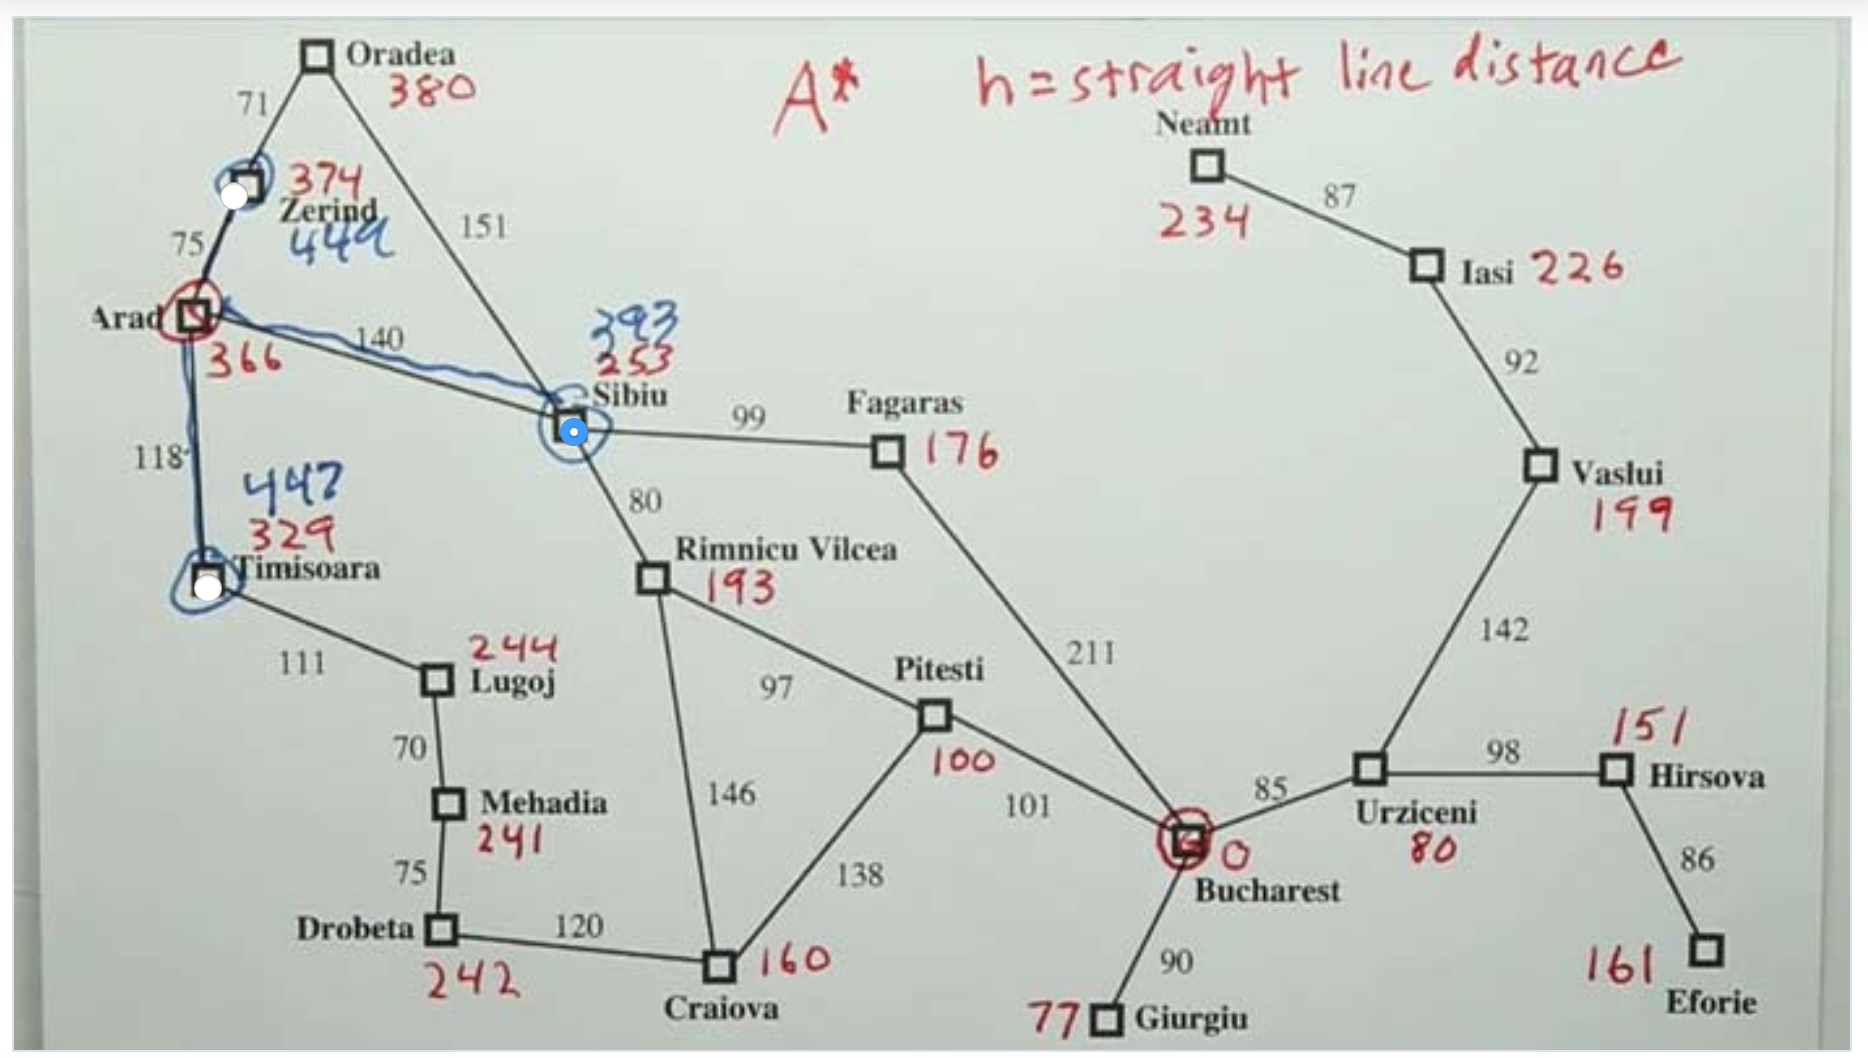 Oradea
380
A* h=straight line distance
71
Neamt
374
Zerind
449
87
234
151
75
Iasi 226
Arad
140
366
393
253
Sibiu
99
Fagaras
176
92
118
447
329
Timisoara
80
Vaslui
199
Rimnicu Vilcea
193
111
244
Lugoj
97
Pitesti
211
142
100
70
Mehadia
241
146
101
85
Urziceni
80
98
151
Hirsova
75
138
0
Bucharest
86
Drobeta
242
120
160
Craiova
90
77 Giurgiu
161
Eforie